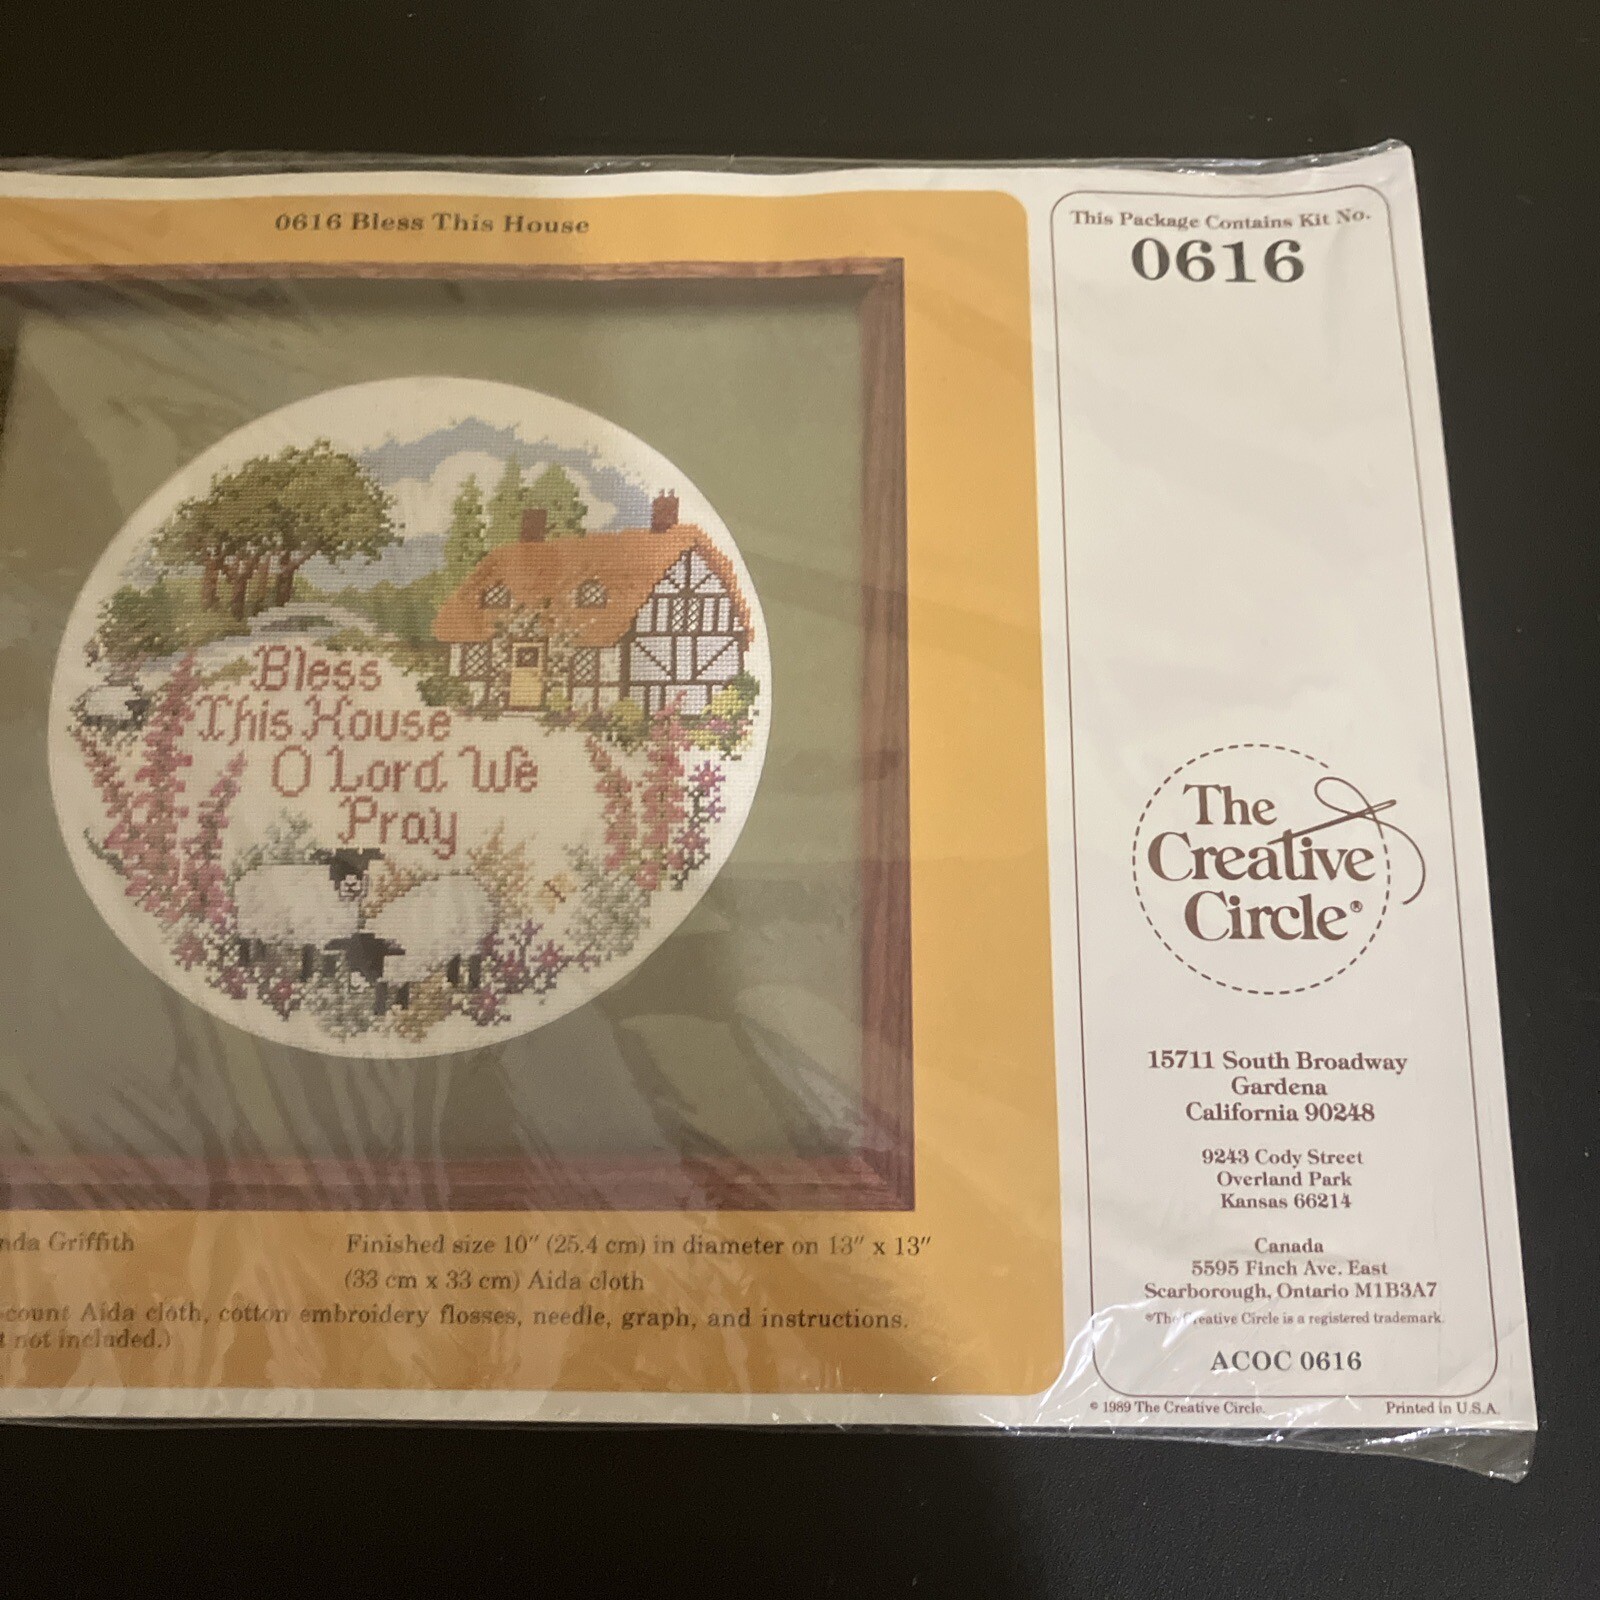 0616 Bless This House
Bless
This House
O Lord We
Pray
Griffith
Finished size 10" (25.4 cm) in diameter on 13" x 13"
(33 cm x 33 cm) Aida cloth
count Aida cloth, cotton embroidery flosses, needle, graph, and instructions.
not included.)
This Package Contains Kit No.
0616
The
Creative
Circle®
15711 South Broadway
Gardena
California 90248
9243 Cody Street
Overland Park
Kansas 66214
Canada
5595 Finch Ave. East
Scarborough, Ontario M1B3A7
®The Creative Circle is a registered trademark.
ACOC 0616
© 1989 The Creative Circle.
Printed in U.S.A.